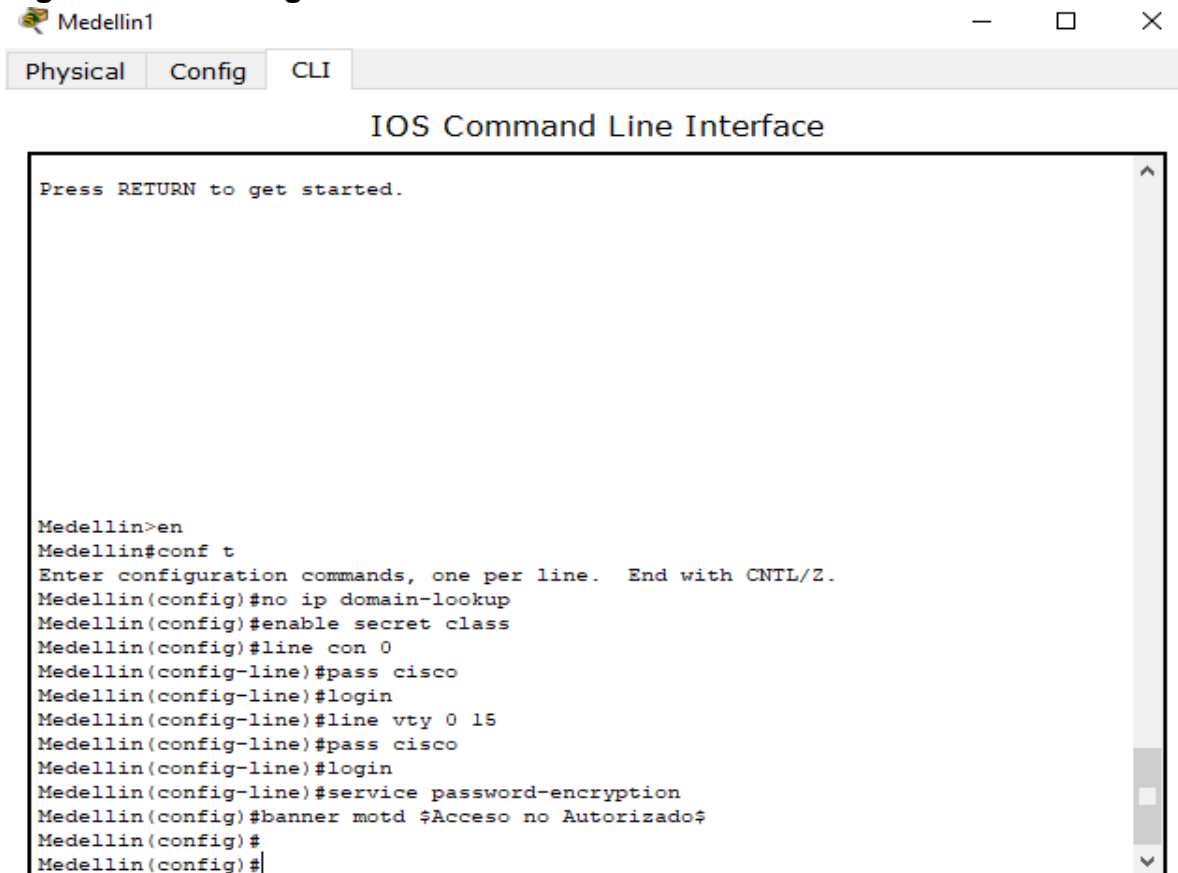 Medellin1
Physical Config CLI
IOS Command Line Interface
Press RETURN to get started.
Medellin>en
Medellin#conf t
Enter configuration commands, one per line.  End with CNTL/Z.
Medellin(config)#no ip domain-lookup
Medellin(config)#enable secret class
Medellin(config)#line con 0
Medellin(config-line)#pass cisco
Medellin(config-line)#login
Medellin(config-line)#line vty 0 15
Medellin(config-line)#pass cisco
Medellin(config-line)#login
Medellin(config-line)#service password-encryption
Medellin(config)#banner motd $Acceso no Autorizado$
Medellin(config)#
Medellin(config)#